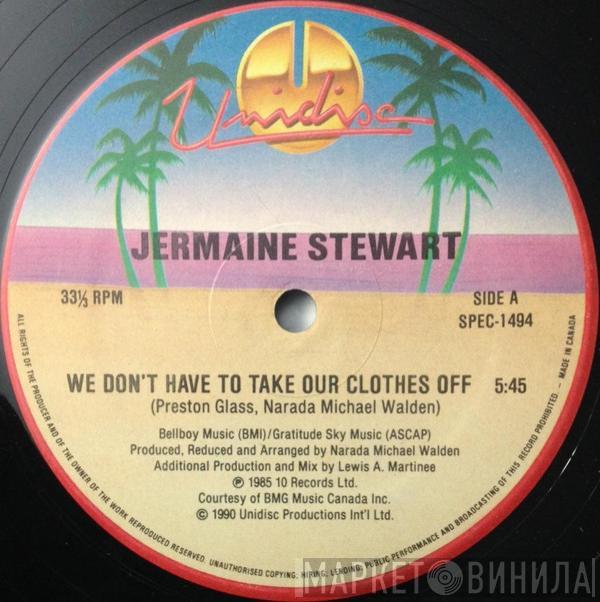 Unidisc
JERMAINE STEWART
33⅓ RPM
SIDE A
SPEC-1494
WE DON'T HAVE TO TAKE OUR CLOTHES OFF 5:45
(Preston Glass, Narada Michael Walden)
Bellboy Music (BMI)/Gratitude Sky Music (ASCAP)
Produced, Reduced and Arranged by Narada Michael Walden
Additional Production and Mix by Lewis A. Martinee
℗ 1985 10 Records Ltd.
Courtesy of BMG Music Canada Inc.
© 1990 Unidisc Productions Int'l Ltd.
ALL RIGHTS OF THE PRODUCER AND OF THE OWNER OF THE WORK REPRODUCED RESERVED. UNAUTHORISED COPYING, HIRING, LENDING, PUBLIC PERFORMANCE AND BROADCASTING OF THIS RECORD PROHIBITED. - MADE IN CANADA
МАРКЕТ ВИНИЛА